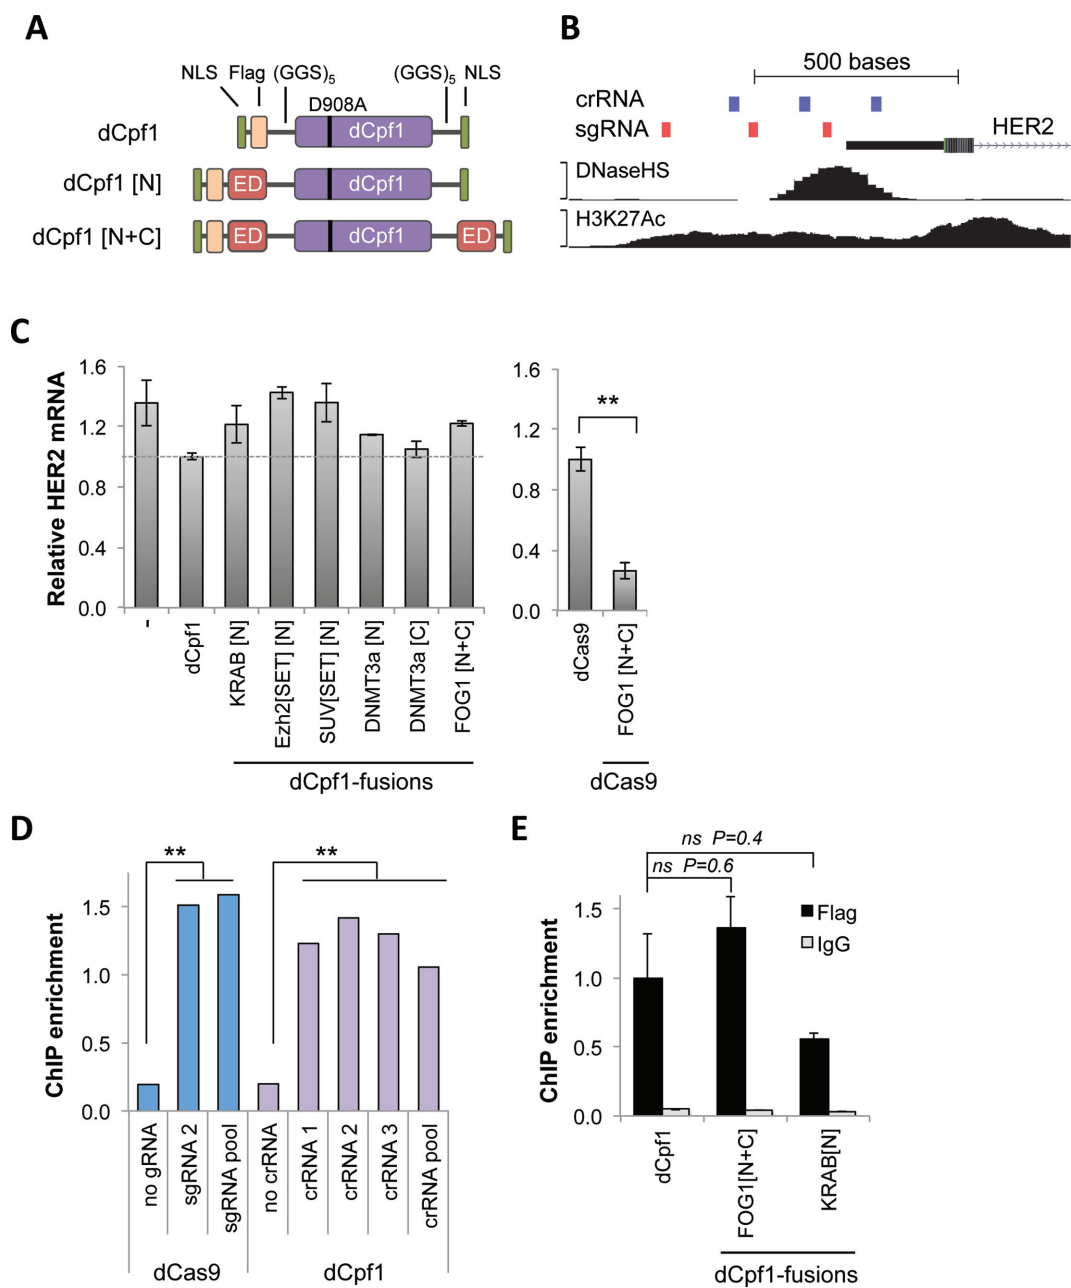 A
NLS Flag (GGS)5 (GGS)5 NLS
D908A
dCpf1 dCpf1
dCpf1 [N] ED dCpf1
dCpf1 [N+C] ED dCpf1 ED
B
500 bases
crRNA
sgRNA
HER2
DNaseHS
H3K27Ac
C
Relative HER2 mRNA
1.6
1.2
0.8
0.4
0.0
-
dCpf1
KRAB [N]
Ezh2[SET] [N]
SUV[SET] [N]
DNMT3a [N]
DNMT3a [C]
FOG1 [N+C]
dCpf1-fusions
1.6
1.2
0.8
0.4
0.0
**
dCas9
FOG1 [N+C]
dCas9
D
ChIP enrichment
1.5
1.0
0.5
0.0
** **
no gRNA
sgRNA 2
sgRNA pool
no crRNA
crRNA 1
crRNA 2
crRNA 3
crRNA pool
dCas9 dCpf1
E
ns P=0.4
ns P=0.6
ChIP enrichment
1.5
1.0
0.5
0.0
Flag
IgG
dCpf1
FOG1[N+C]
KRAB[N]
dCpf1-fusions